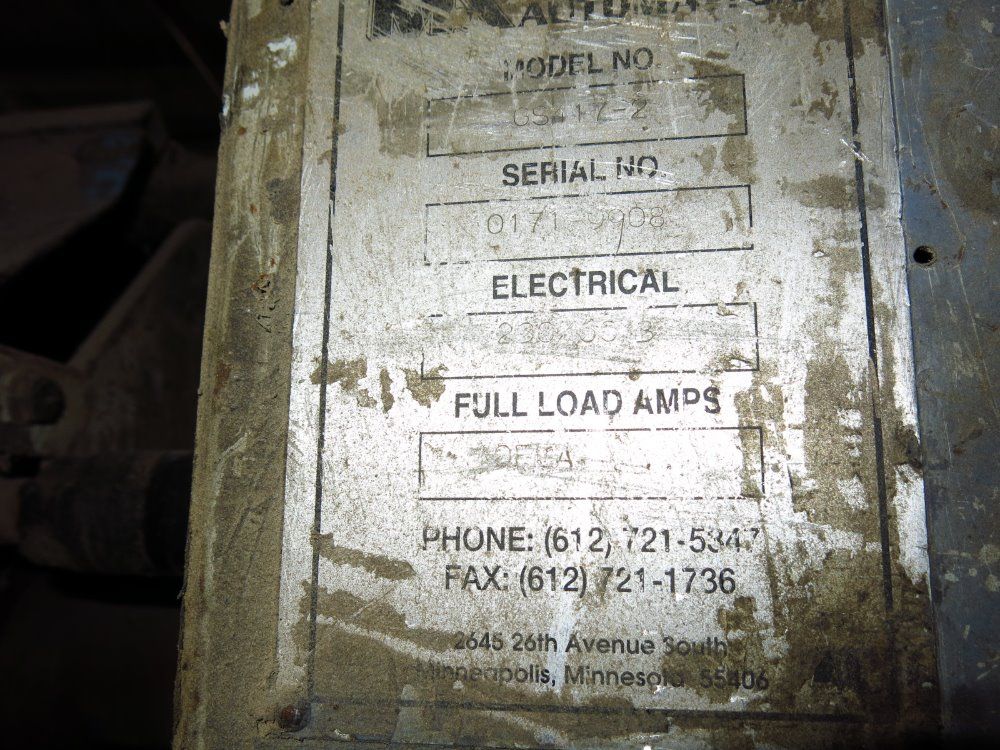 AUTOMATION
MODEL NO.
SERIAL NO.
0171-9908
ELECTRICAL
FULL LOAD AMPS
PHONE: (612) 721-5347
FAX: (612) 721-1736
2645 26th Avenue South
Minneapolis, Minnesota 55406